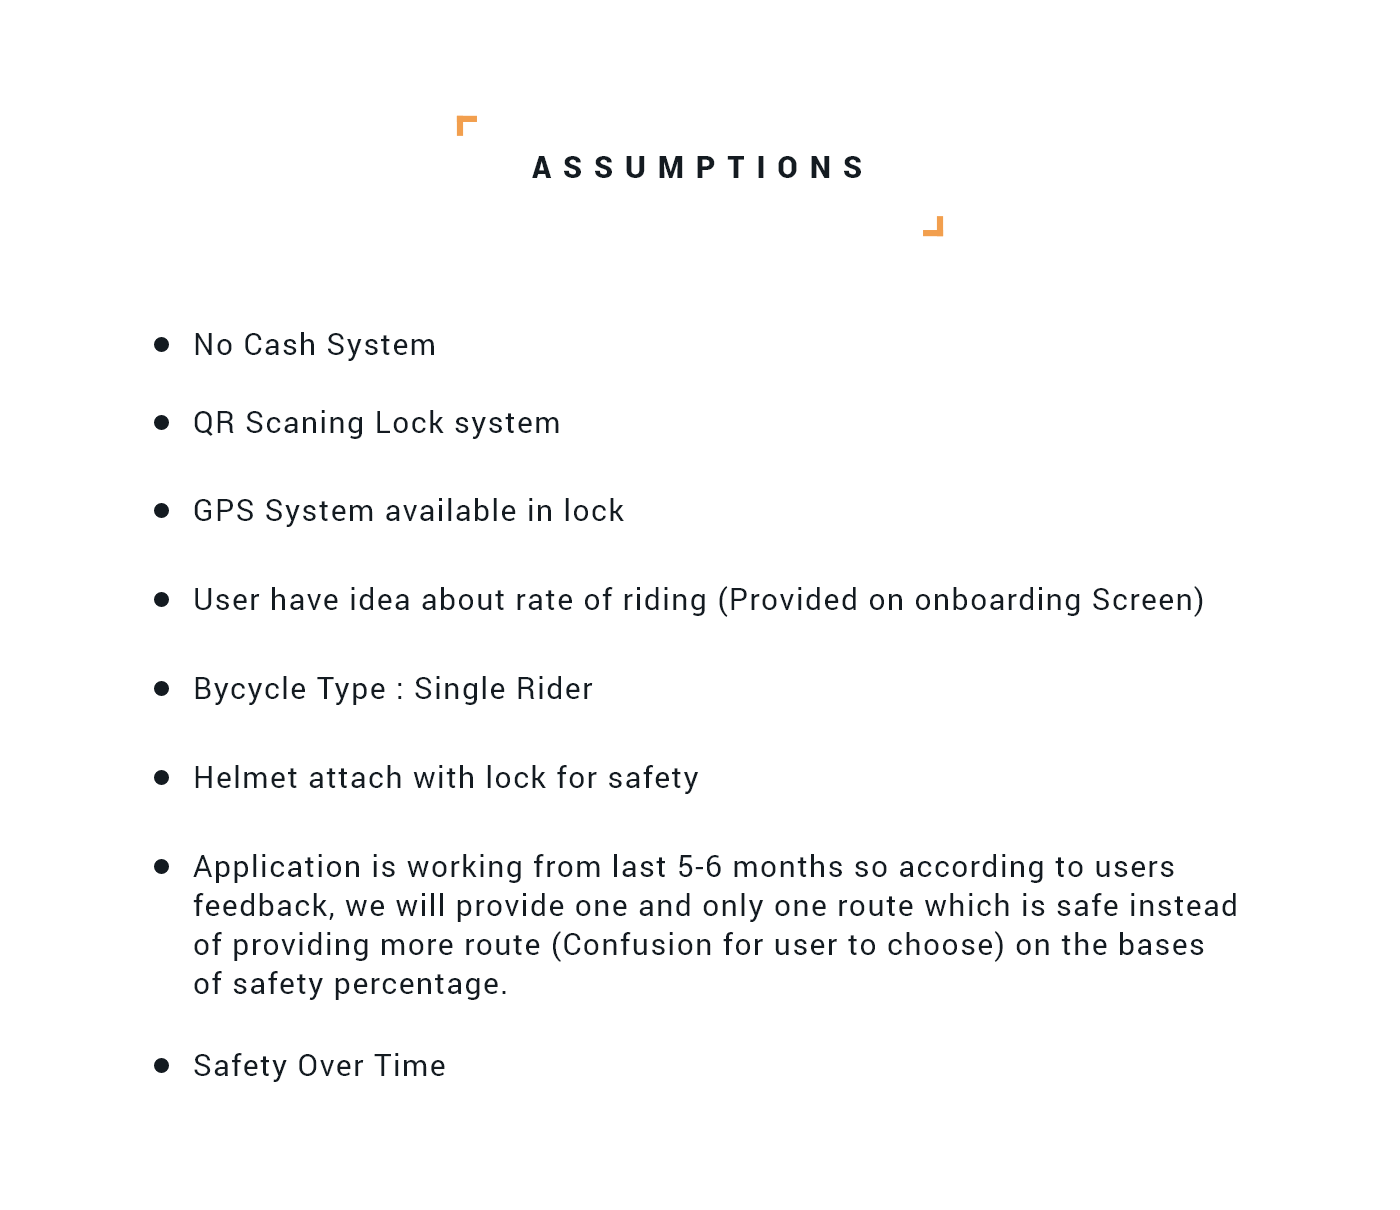 ASSUMPTIONS
No Cash System
QR Scaning Lock system
GPS System available in lock
User have idea about rate of riding (Provided on onboarding Screen)
Bycycle Type : Single Rider
Helmet attach with lock for safety
Application is working from last 5-6 months so according to users
feedback, we will provide one and only one route which is safe instead
of providing more route (Confusion for user to choose) on the bases
of safety percentage.
Safety Over Time